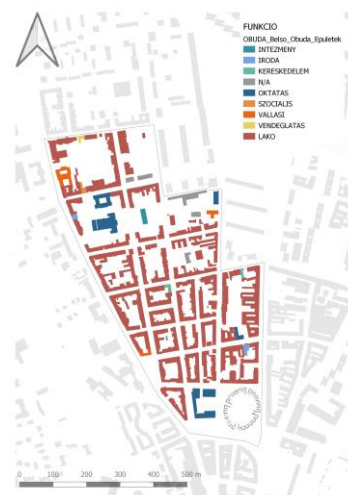 FUNKCIO
OBUDA_Belso_Obuda_Epuletek
INTEZMENY
IRODA
KERESKEDELEM
N/A
OKTATAS
SZOCIALIS
VALLASI
VENDEGLATAS
LAKO
0 100 200 300 400 500 m